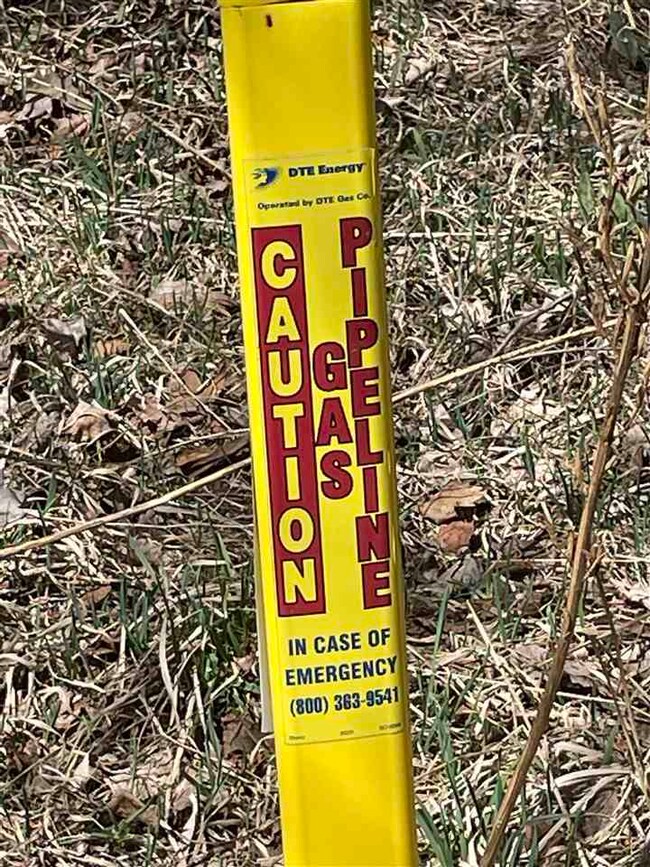 DTE Energy
Operated by DTE Gas Co.
CAUTION
GAS
PIPELINE
IN CASE OF
EMERGENCY
(800) 363-9541